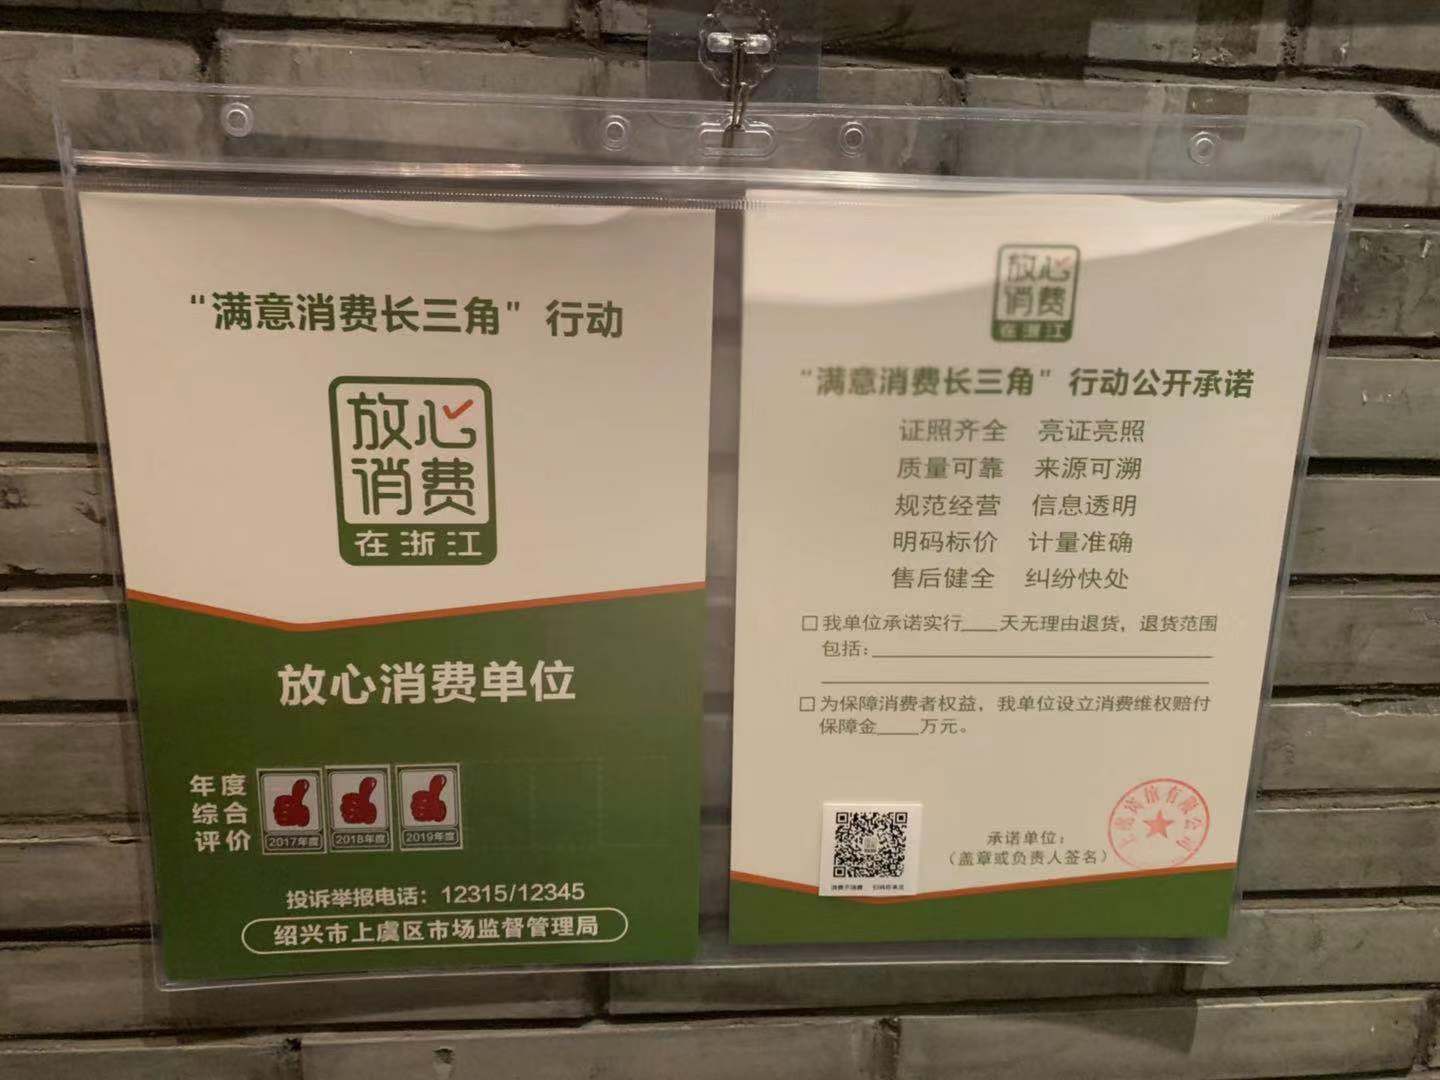 “满意消费长三角”行动
放心
消费
在浙江
放心消费单位
年度
综合
评价
2017年度 2018年度 2019年度
投诉举报电话：12315/12345
绍兴市上虞区市场监督管理局
放心
消费
在浙江
“满意消费长三角”行动公开承诺
证照齐全 亮证亮照
质量可靠 来源可溯
规范经营 信息透明
明码标价 计量准确
售后健全 纠纷快处
□我单位承诺实行___天无理由退货，退货范围
包括：
□为保障消费者权益，我单位设立消费维权赔付
保障金___万元。
承诺单位：
（盖章或负责人签名）
宾馆有限公司